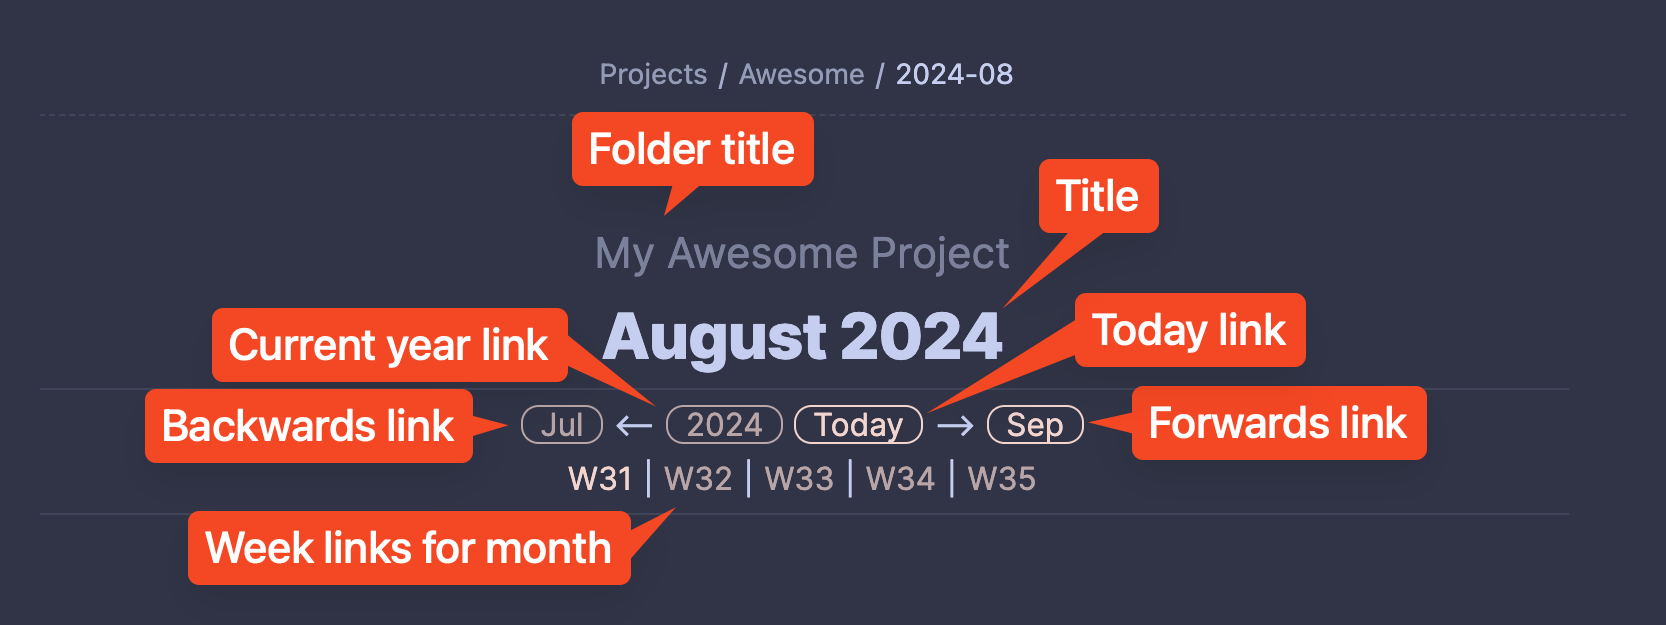 Projects / Awesome / 2024-08
Folder title
Title
My Awesome Project
August 2024
Current year link
Today link
Backwards link
Jul ← 2024 Today → Sep
Forwards link
W31 | W32 | W33 | W34 | W35
Week links for month